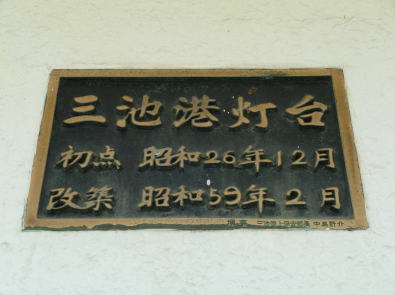 三池港灯台
初点 昭和26年12月
改築 昭和59年2月